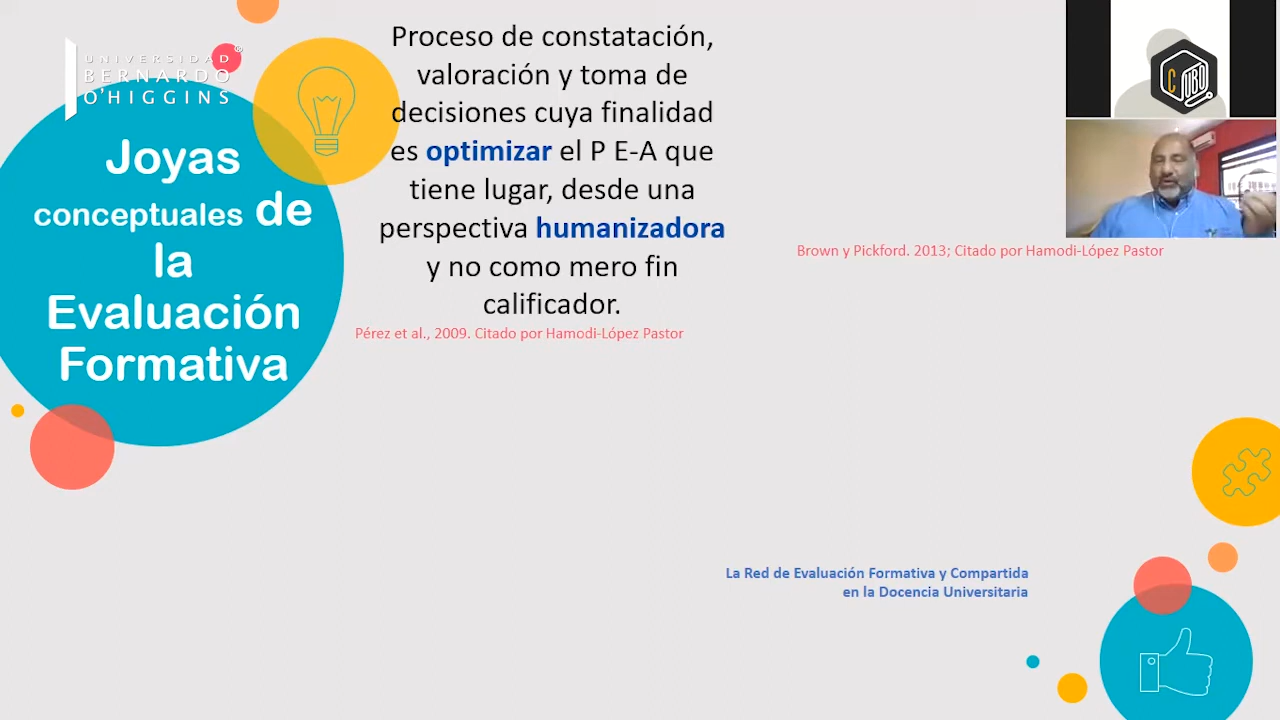 UNIVERSIDAD
BERNARDO
O'HIGGINS
Joyas
conceptuales de
la
Evaluación
Formativa
Proceso de constatación,
valoración y toma de
decisiones cuya finalidad
es optimizar el P E-A que
tiene lugar, desde una
perspectiva humanizadora
y no como mero fin
calificador.
Pérez et al., 2009. Citado por Hamodi-López Pastor
C UBO
Brown y Pickford. 2013; Citado por Hamodi-López Pastor
La Red de Evaluación Formativa y Compartida
en la Docencia Universitaria